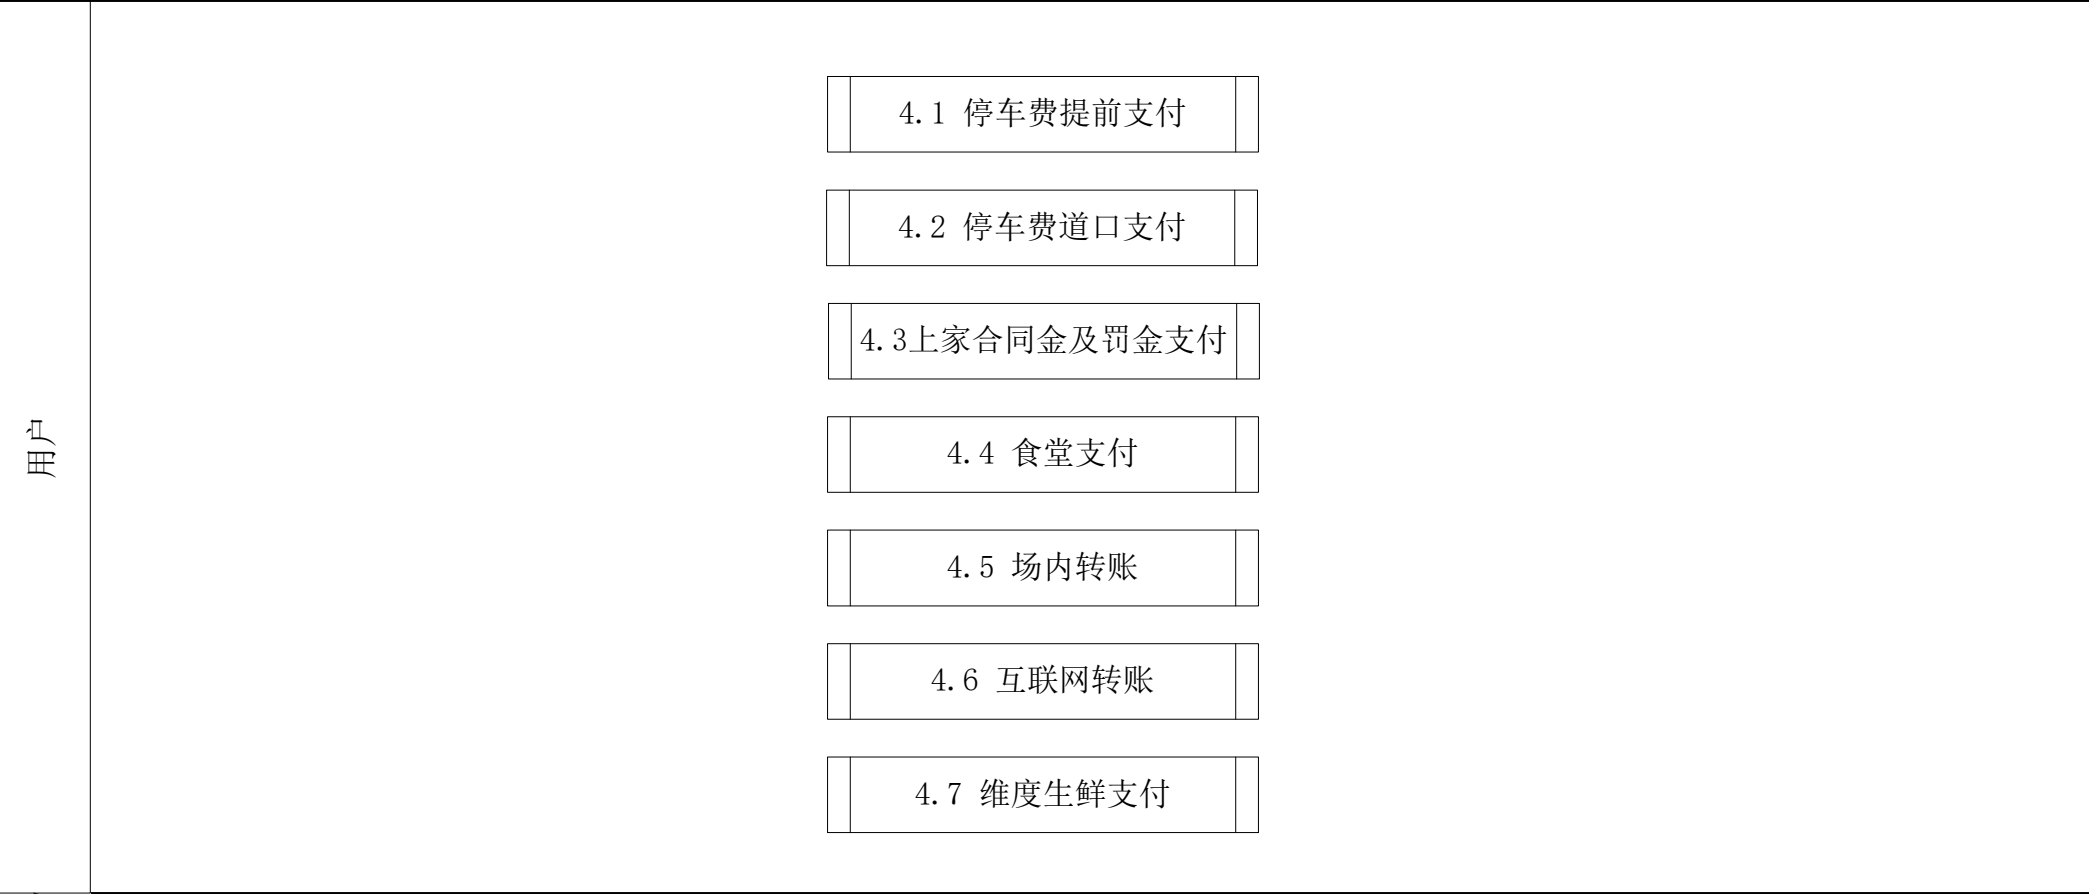 用户
4.1 停车费提前支付
4.2 停车费道口支付
4.3上家合同金及罚金支付
4.4 食堂支付
4.5 场内转账
4.6 互联网转账
4.7 维度生鲜支付